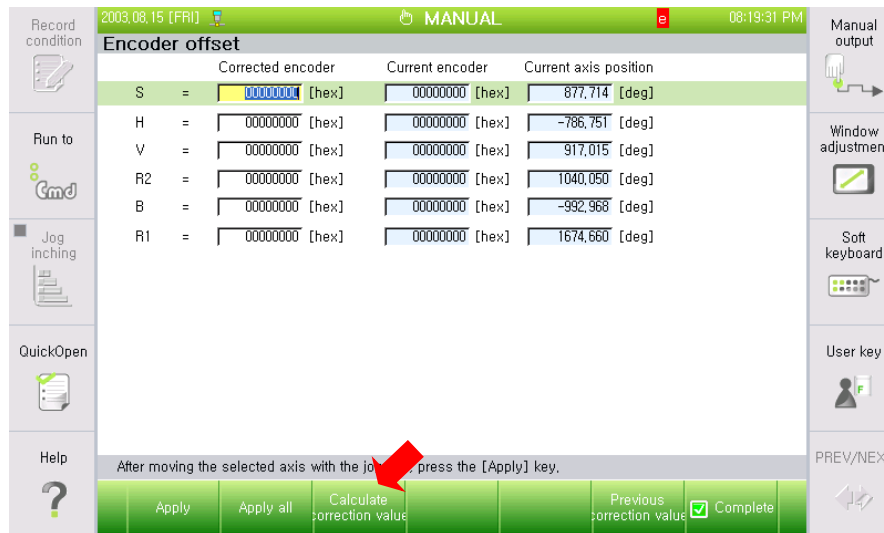 2003,08,15 [FRI] MANUAL e 08:19:31 PM
Encoder offset
Corrected encoder Current encoder Current axis position
S = 00000000 [hex] 00000000 [hex] 877,714 [deg]
H = 00000000 [hex] 00000000 [hex] -786,751 [deg]
V = 00000000 [hex] 00000000 [hex] 917,015 [deg]
R2 = 00000000 [hex] 00000000 [hex] 1040,050 [deg]
B = 00000000 [hex] 00000000 [hex] -992,968 [deg]
R1 = 00000000 [hex] 00000000 [hex] 1674,660 [deg]
After moving the selected axis with the jo press the [Apply] key,
Apply
Apply all
Calculate
correction value
Previous
correction value
Complete
Record
condition
Run to
Cmd
Jog
inching
QuickOpen
Help
?
Manual
output
Window
adjustmen
Soft
keyboard
User key
F
PREV/NEX